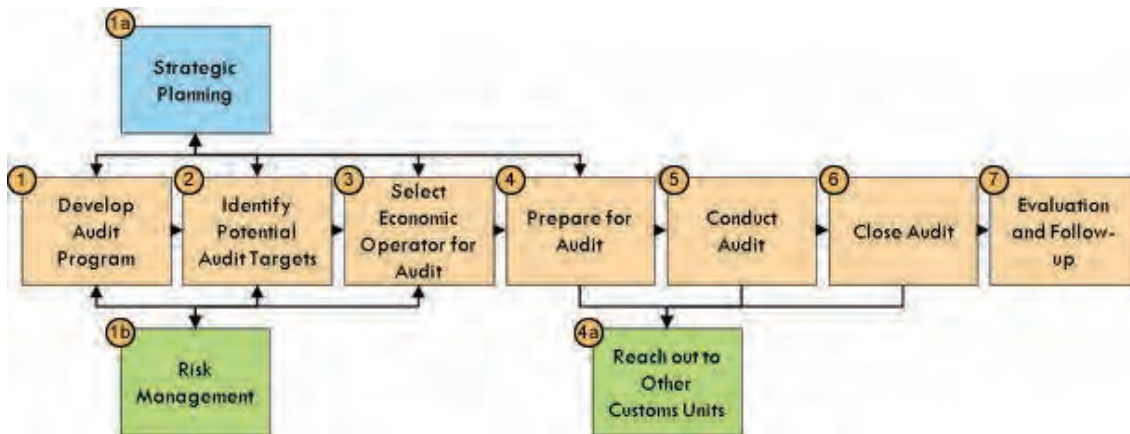 1a
Strategic
Planning
1
Develop
Audit
Program
2
Identify
Potential
Audit Targets
3
Select
Economic
Operator for
Audit
4
Prepare for
Audit
5
Conduct
Audit
6
Close Audit
7
Evaluation
and Follow-
up
1b
Risk
Management
4a
Reach out to
Other
Customs Units